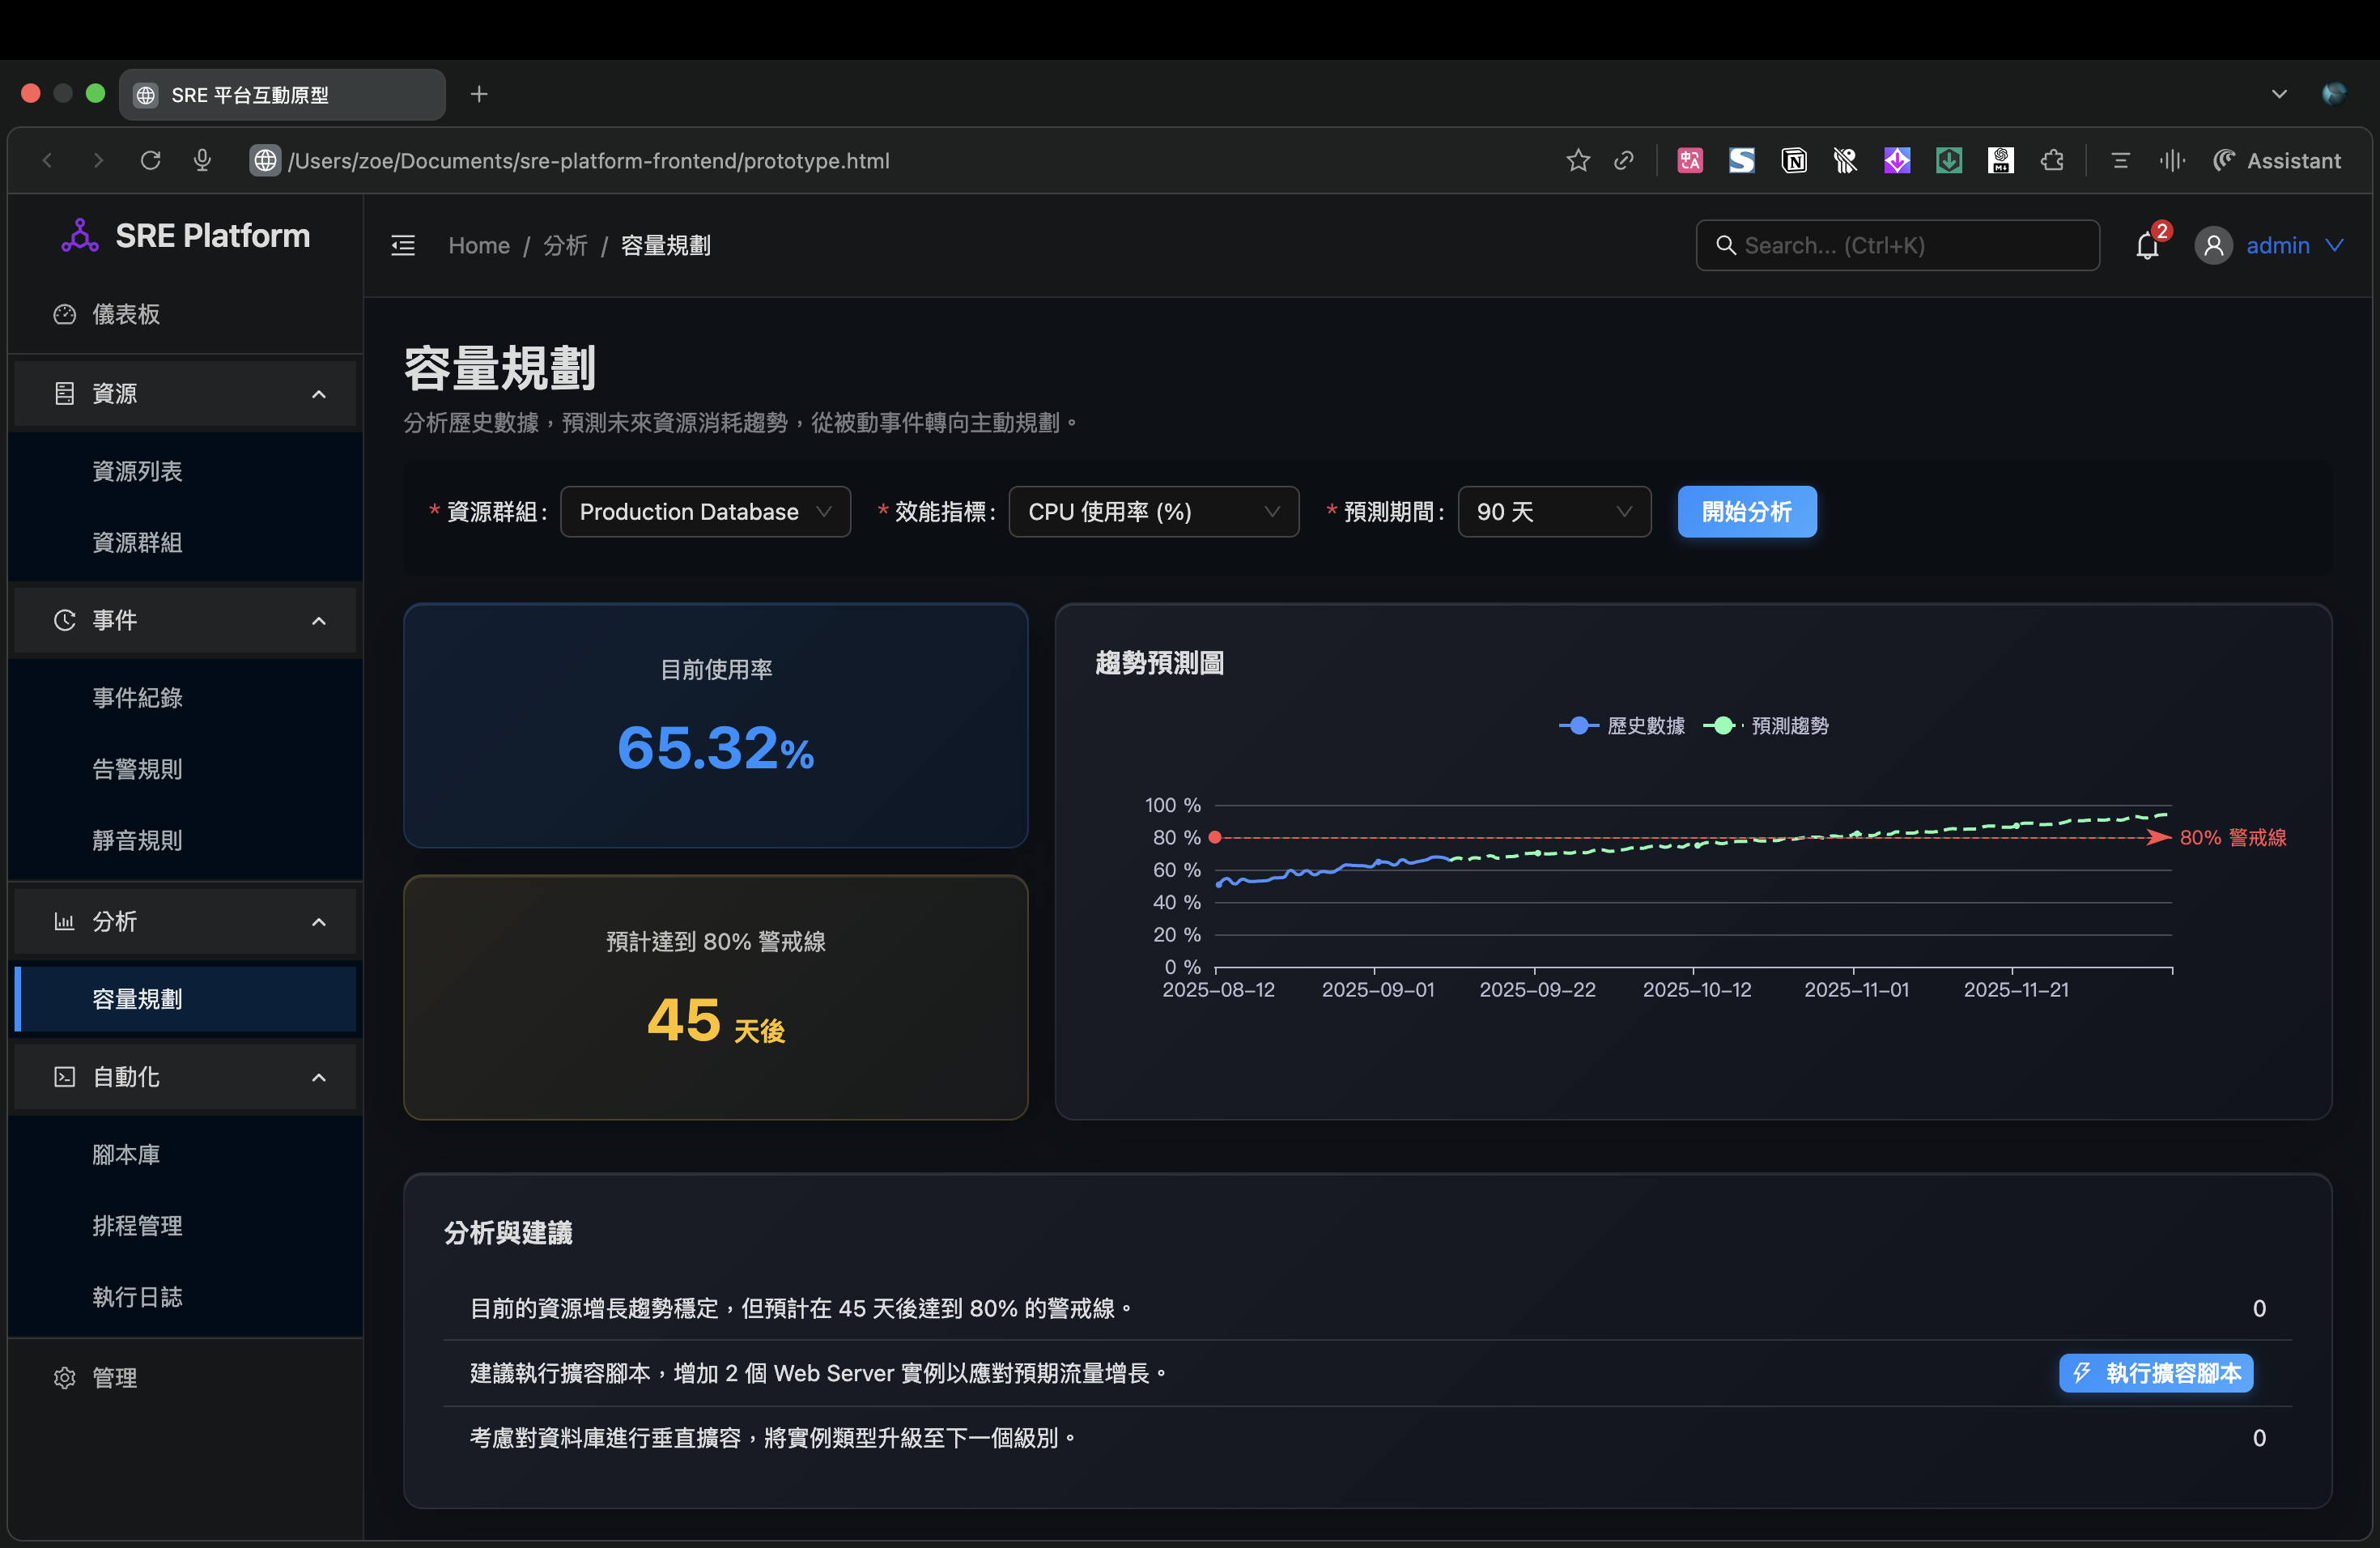 SRE 平台互動原型
/Users/zoe/Documents/sre-platform-frontend/prototype.html
Assistant
SRE Platform
儀表板
資源
資源列表
資源群組
事件
事件紀錄
告警規則
靜音規則
分析
容量規劃
自動化
腳本庫
排程管理
執行日誌
管理
Home / 分析 / 容量規劃
Search... (Ctrl+K)
2
admin
容量規劃
分析歷史數據，預測未來資源消耗趨勢，從被動事件轉向主動規劃。
* 資源群組: Production Database * 效能指標: CPU 使用率 (%) * 預測期間: 90 天 開始分析
目前使用率
65.32%
預計達到 80% 警戒線
45 天後
趨勢預測圖
歷史數據 預測趨勢
100 %
80 %
80% 警戒線
60 %
40 %
20 %
0 %
2025-08-12 2025-09-01 2025-09-22 2025-10-12 2025-11-01 2025-11-21
分析與建議
目前的資源增長趨勢穩定，但預計在 45 天後達到 80% 的警戒線。 0
建議執行擴容腳本，增加 2 個 Web Server 實例以應對預期流量增長。 執行擴容腳本
考慮對資料庫進行垂直擴容，將實例類型升級至下一個級別。 0